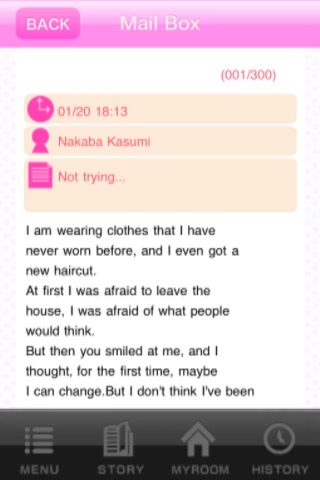 BACK
Mail Box
(001/300)
01/20 18:13
Nakaba Kasumi
Not trying...
I am wearing clothes that I have
never worn before, and I even got a
new haircut.
At first I was afraid to leave the
house, I was afraid of what people
would think.
But then you smiled at me, and I
thought, for the first time, maybe
I can change.But I don't think I've been
MENU
STORY
MYROOM
HISTORY